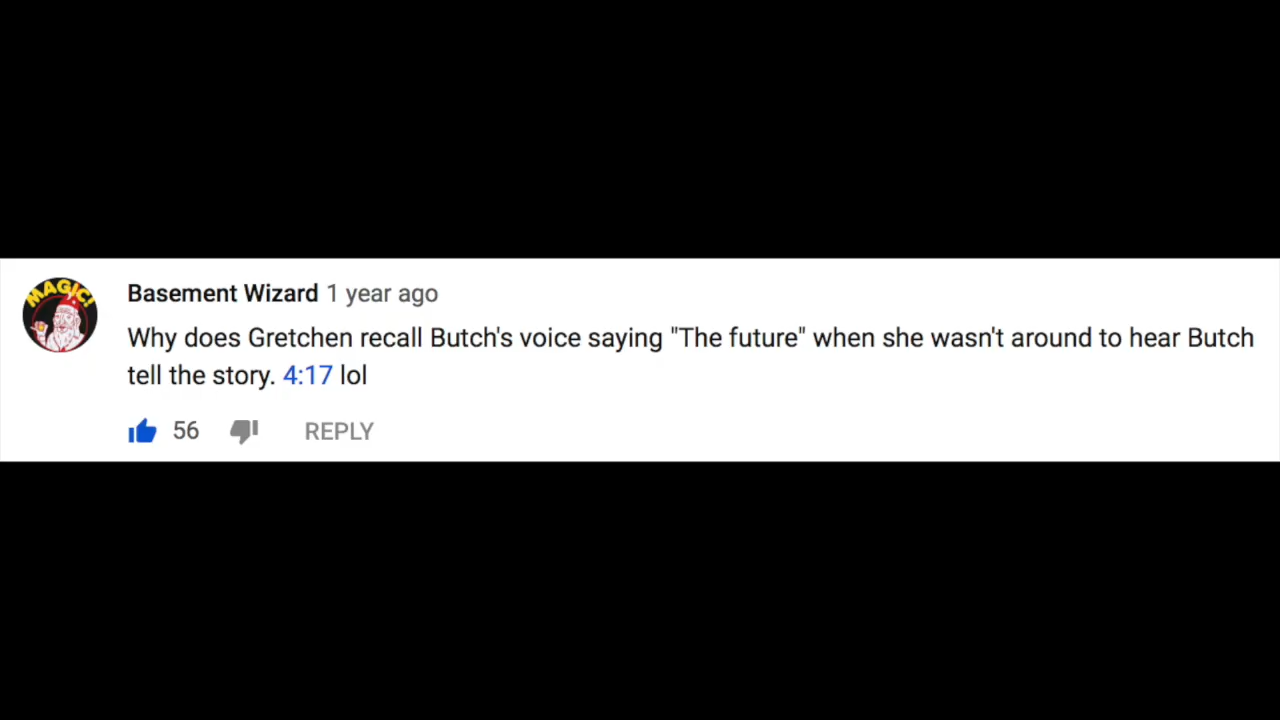 MAGIC!
Basement Wizard 1 year ago
Why does Gretchen recall Butch's voice saying "The future" when she wasn't around to hear Butch
tell the story. 4:17 lol
56 REPLY